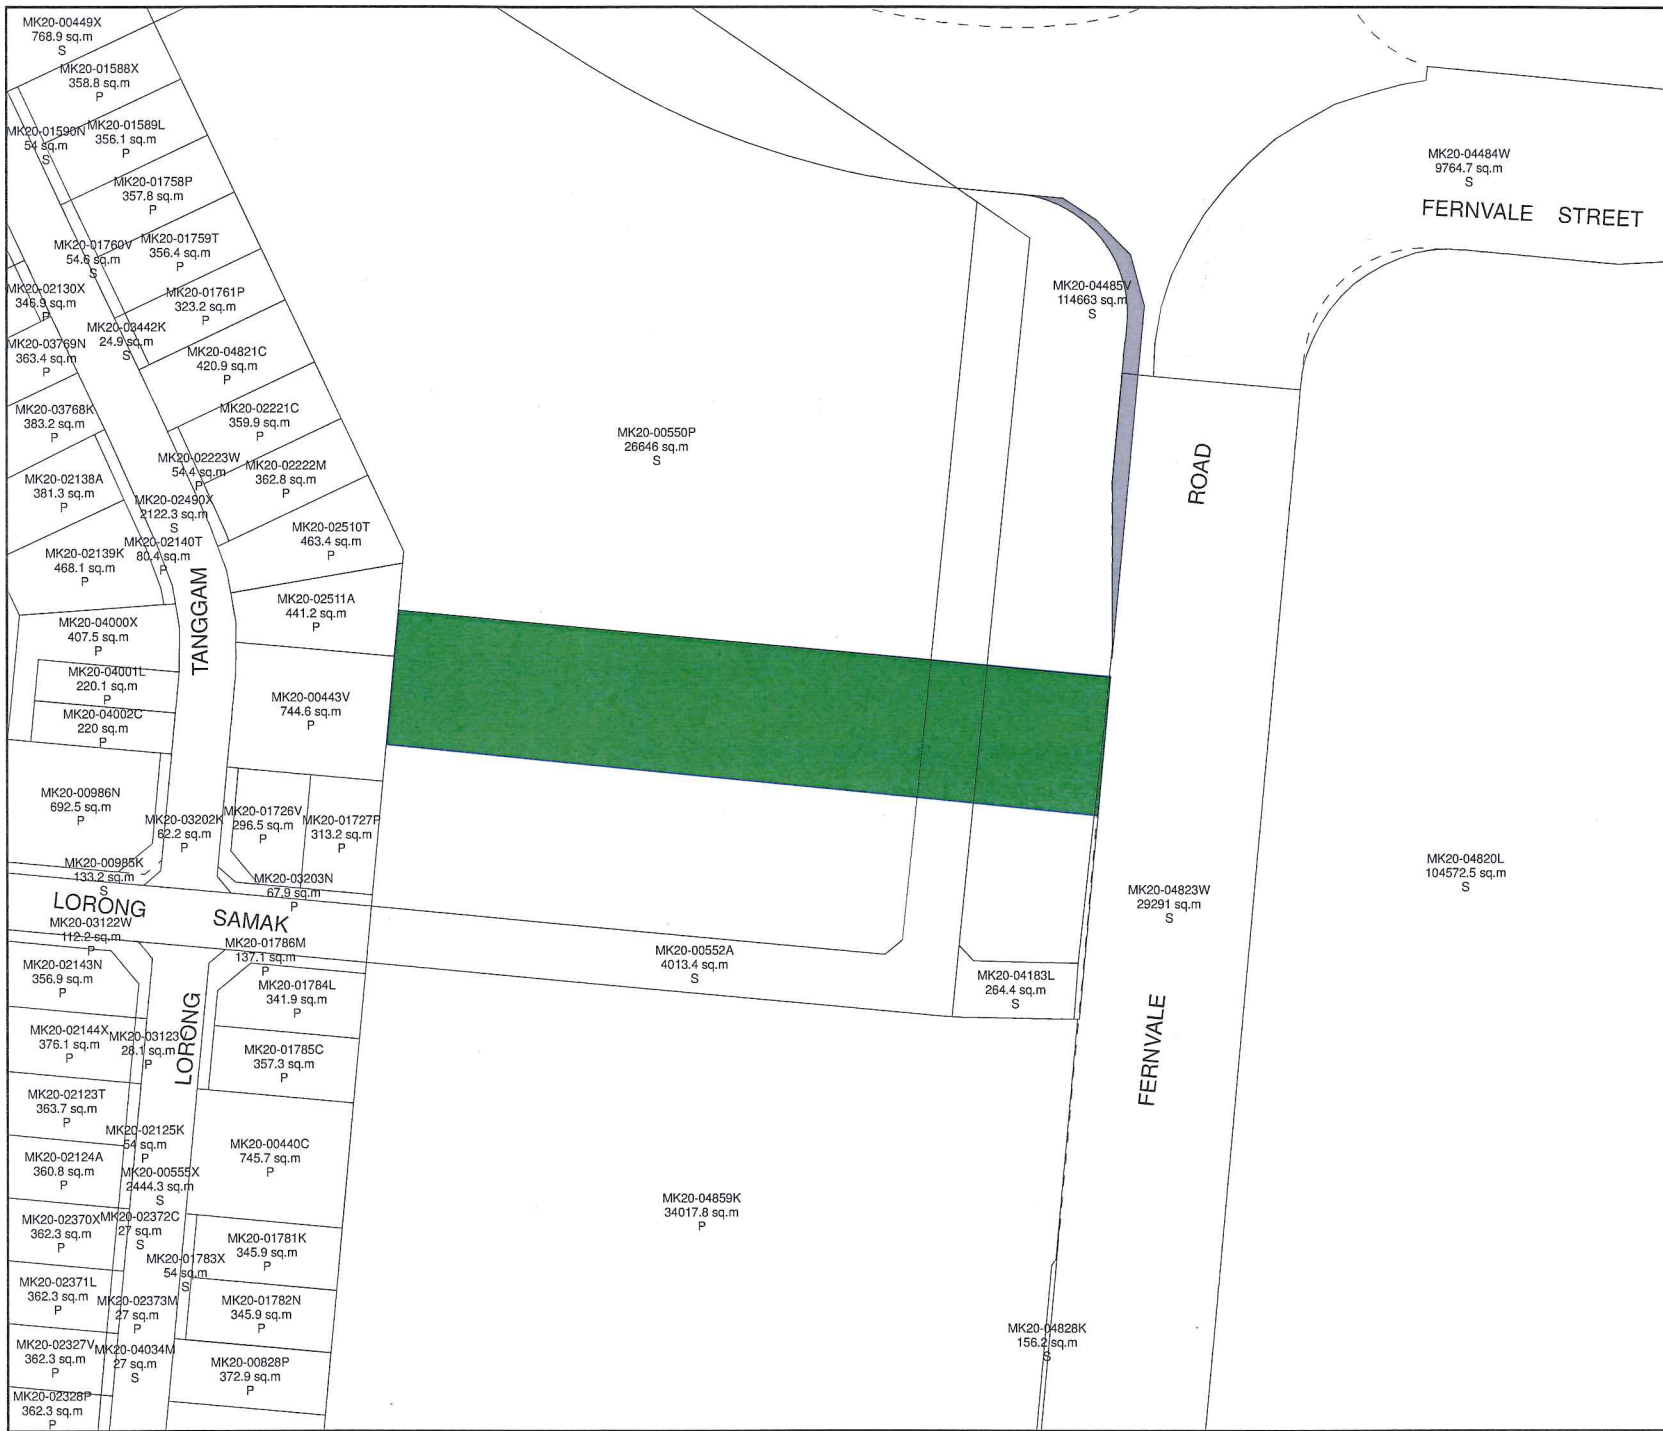 MK20-00449X
768.9 sq.m
S
MK20-01588X
358.8 sq.m
P
MK20-01590N
54 sq.m
S
MK20-01589L
356.1 sq.m
P
MK20-01758P
357.8 sq.m
P
MK20-01760V
54.6 sq.m
S
MK20-01759T
356.4 sq.m
P
MK20-02130X
346.9 sq.m
P
MK20-01761P
323.2 sq.m
P
MK20-03442K
24.9 sq.m
S
MK20-03769N
363.4 sq.m
P
MK20-04821C
420.9 sq.m
P
MK20-03768K
383.2 sq.m
P
MK20-02221C
359.9 sq.m
P
MK20-02223W
54.4 sq.m
P
MK20-02222M
362.8 sq.m
P
MK20-02138A
381.3 sq.m
P
MK20-02490X
2122.3 sq.m
S
MK20-02510T
463.4 sq.m
P
MK20-02139K
468.1 sq.m
P
MK20-02140T
80.4 sq.m
P
TANGGAM
MK20-02511A
441.2 sq.m
P
MK20-04000X
407.5 sq.m
P
MK20-04001L
220.1 sq.m
P
MK20-04002C
220 sq.m
P
MK20-00443V
744.6 sq.m
P
MK20-00986N
692.5 sq.m
P
MK20-03202K
62.2 sq.m
P
MK20-01726V
296.5 sq.m
P
MK20-01727P
313.2 sq.m
P
MK20-00985K
133.2 sq.m
S
MK20-03203N
67.9 sq.m
P
LORONG SAMAK
MK20-03122W
112.2 sq.m
P
MK20-01786M
137.1 sq.m
P
MK20-02143N
356.9 sq.m
P
MK20-01784L
341.9 sq.m
P
LORONG
MK20-02144X
376.1 sq.m
P
28.1 sq.m
P
MK20-01785C
357.3 sq.m
P
MK20-02123T
363.7 sq.m
P
MK20-02125K
54 sq.m
P
MK20-00440C
745.7 sq.m
P
MK20-02124A
360.8 sq.m
P
MK20-00555X
2444.3 sq.m
S
MK20-02370X
362.3 sq.m
P
MK20-02372C
27 sq.m
S
MK20-01781K
345.9 sq.m
P
MK20-01783X
54 sq.m
S
MK20-02371L
362.3 sq.m
P
MK20-02373M
27 sq.m
P
MK20-01782N
345.9 sq.m
P
MK20-02327V
362.3 sq.m
P
MK20-04034M
27 sq.m
S
MK20-00828P
372.9 sq.m
P
MK20-02328P
362.3 sq.m
P
MK20-00550P
26646 sq.m
S
MK20-00552A
4013.4 sq.m
S
MK20-04859K
34017.8 sq.m
P
MK20-04485V
114663 sq.m
S
MK20-04183L
264.4 sq.m
S
MK20-04828K
156.2 sq.m
S
MK20-04484W
9764.7 sq.m
S
FERNVALE STREET
ROAD
MK20-04823W
29291 sq.m
S
FERNVALE
MK20-04820L
104572.5 sq.m
S